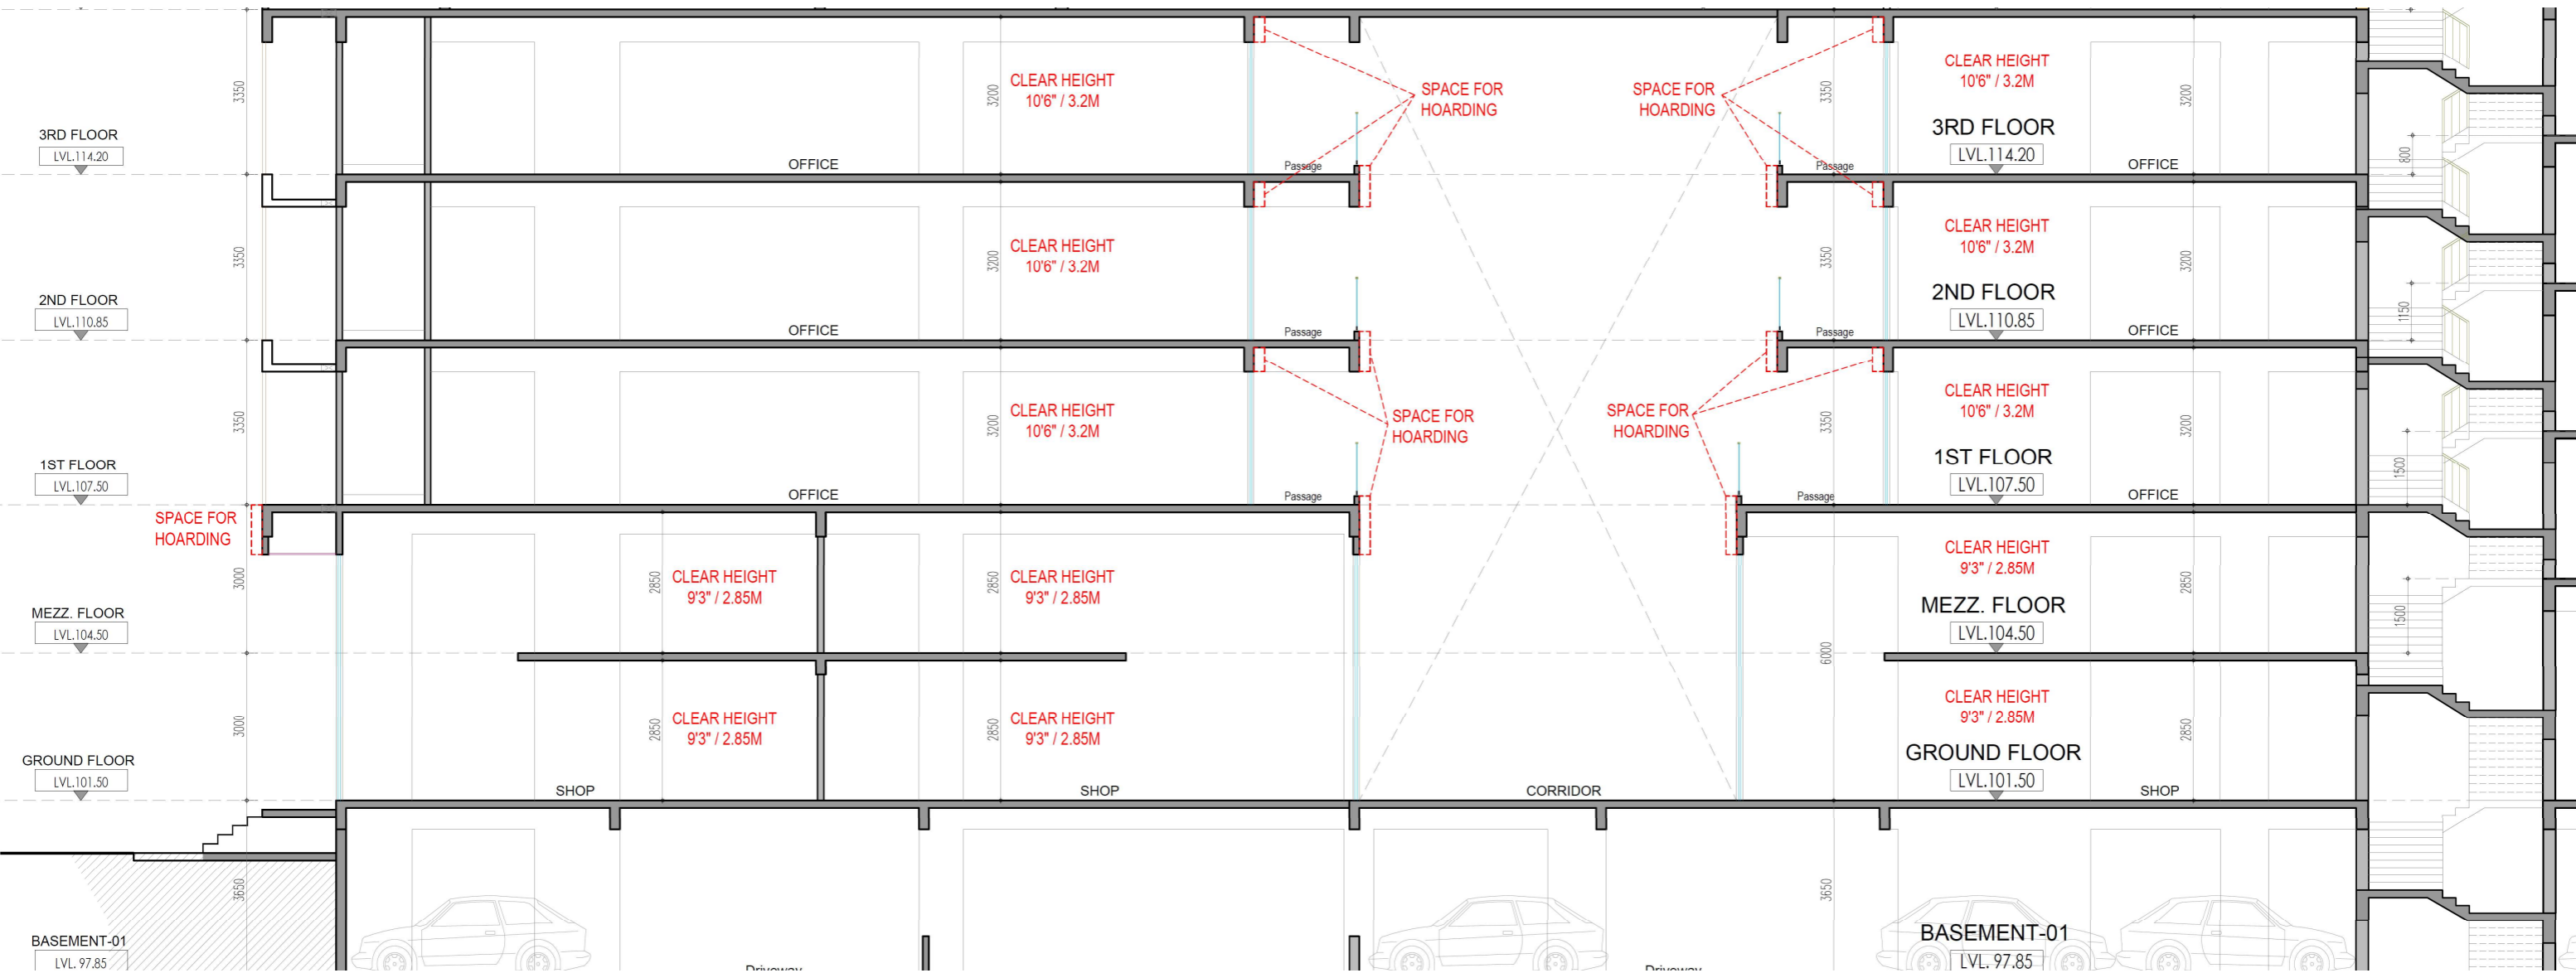 CLEAR HEIGHT
10'6" / 3.2M
SPACE FOR
HOARDING
SPACE FOR
HOARDING
CLEAR HEIGHT
10'6" / 3.2M
3350
3200
3350
3200
3RD FLOOR
LVL.114.20
OFFICE
Passage
Passage
3RD FLOOR
LVL.114.20
OFFICE
800
CLEAR HEIGHT
10'6" / 3.2M
CLEAR HEIGHT
10'6" / 3.2M
3350
3200
3350
3200
2ND FLOOR
LVL.110.85
OFFICE
Passage
Passage
2ND FLOOR
LVL.110.85
OFFICE
1150
CLEAR HEIGHT
10'6" / 3.2M
SPACE FOR
HOARDING
SPACE FOR
HOARDING
CLEAR HEIGHT
10'6" / 3.2M
3350
3200
3350
3200
1ST FLOOR
LVL.107.50
OFFICE
Passage
Passage
1ST FLOOR
LVL.107.50
OFFICE
1500
SPACE FOR
HOARDING
3000
2850
CLEAR HEIGHT
9'3" / 2.85M
2850
CLEAR HEIGHT
9'3" / 2.85M
CLEAR HEIGHT
9'3" / 2.85M
2850
MEZZ. FLOOR
LVL.104.50
MEZZ. FLOOR
LVL.104.50
1500
6000
3000
2850
CLEAR HEIGHT
9'3" / 2.85M
2850
CLEAR HEIGHT
9'3" / 2.85M
CLEAR HEIGHT
9'3" / 2.85M
2850
GROUND FLOOR
LVL.101.50
SHOP
SHOP
CORRIDOR
GROUND FLOOR
LVL.101.50
SHOP
3650
3650
BASEMENT-01
LVL. 97.85
Driveway
Driveway
BASEMENT-01
LVL. 97.85